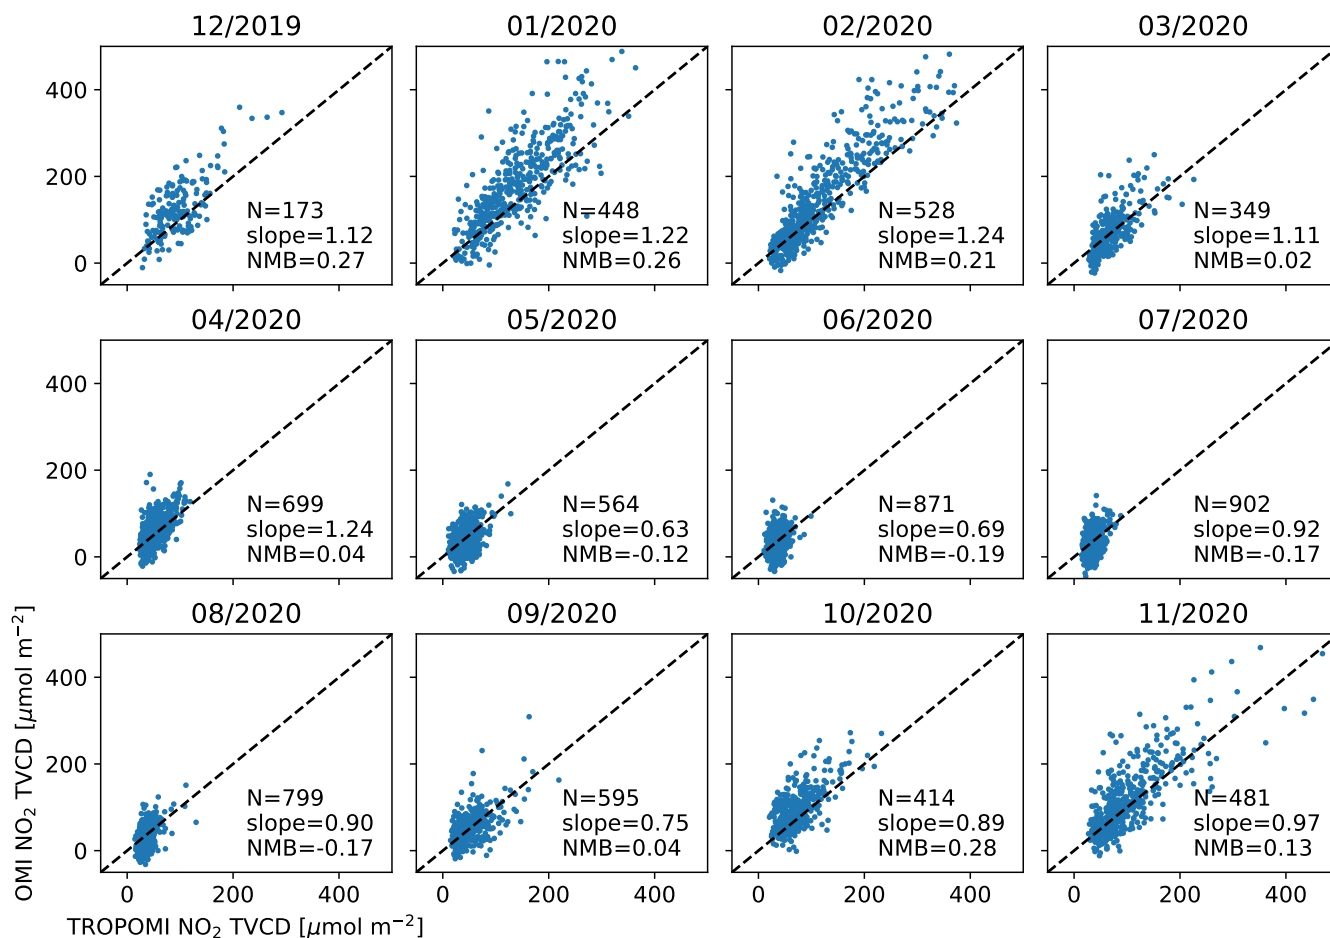 12/2019
01/2020
02/2020
03/2020
400
200
0
N=173
slope=1.12
NMB=0.27
N=448
slope=1.22
NMB=0.26
N=528
slope=1.24
NMB=0.21
N=349
slope=1.11
NMB=0.02
04/2020
05/2020
06/2020
07/2020
400
200
0
N=699
slope=1.24
NMB=0.04
N=564
slope=0.63
NMB=-0.12
N=871
slope=0.69
NMB=-0.19
N=902
slope=0.92
NMB=-0.17
08/2020
09/2020
10/2020
11/2020
OMI NO₂ TVCD [μmol m⁻²]
400
200
0
N=799
slope=0.90
NMB=-0.17
N=595
slope=0.75
NMB=0.04
N=414
slope=0.89
NMB=0.28
N=481
slope=0.97
NMB=0.13
0 200 400
0 200 400
0 200 400
0 200 400
TROPOMI NO₂ TVCD [μmol m⁻²]